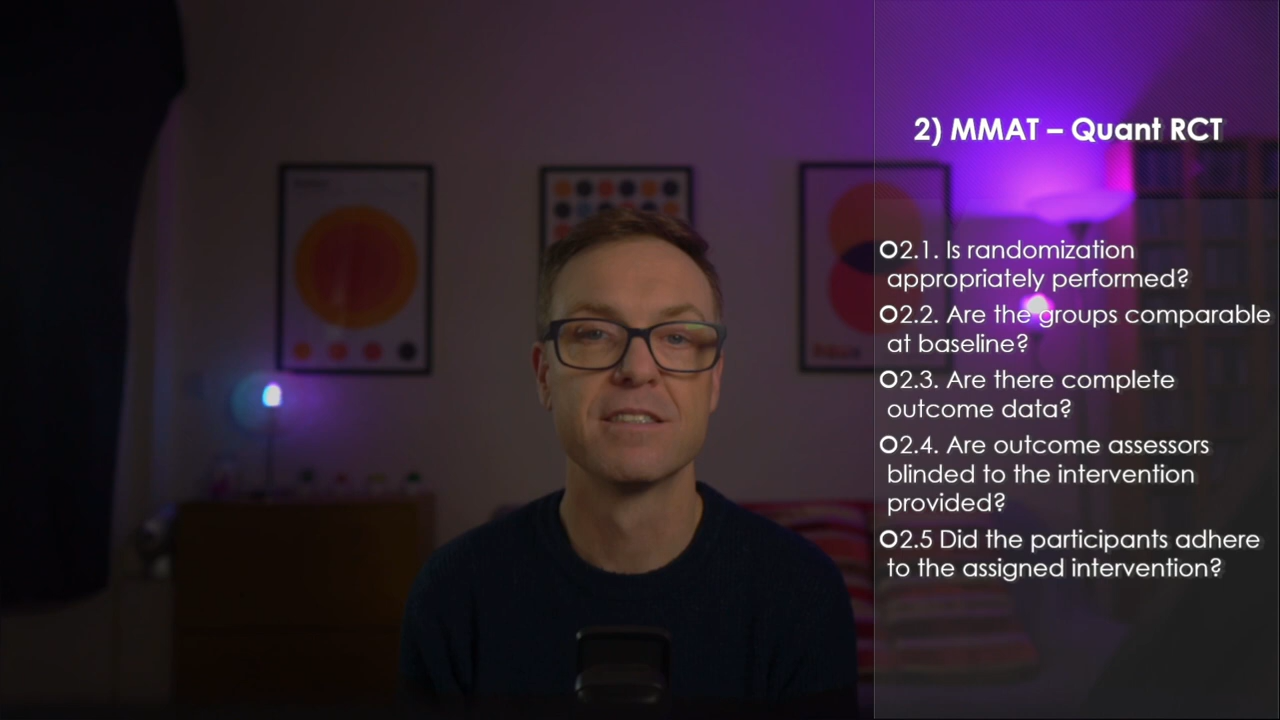 2) MMAT – Quant RCT
2.1. Is randomization
appropriately performed?
2.2. Are the groups comparable
at baseline?
2.3. Are there complete
outcome data?
2.4. Are outcome assessors
blinded to the intervention
provided?
2.5 Did the participants adhere
to the assigned intervention?